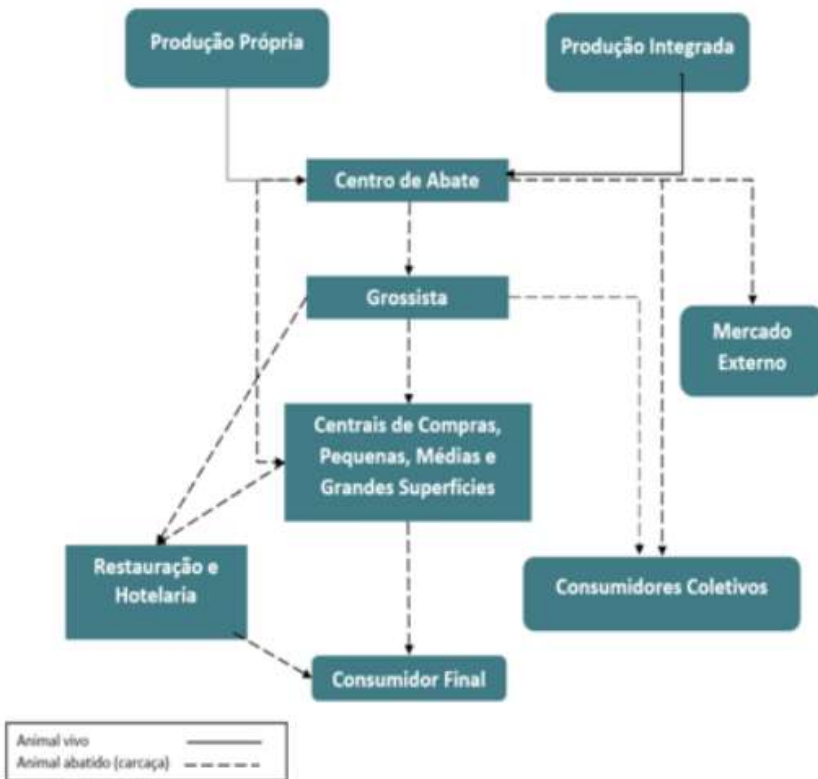 Produção Própria
Produção Integrada
Centro de Abate
Grossista
Mercado
Externo
Centrais de Compras,
Pequenas, Médias e
Grandes Superfícies
Restauração e
Hotelaria
Consumidores Coletivos
Consumidor Final
Animal vivo
Animal abatido (carcaça)